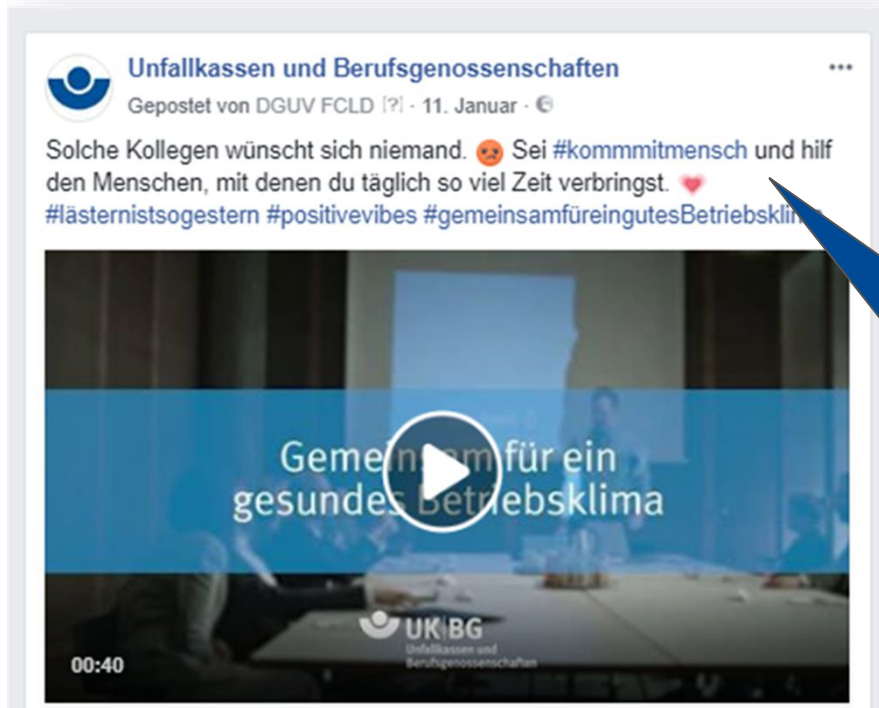 Unfallkassen und Berufsgenossenschaften
Gepostet von DGUV FCLD [?] · 11. Januar ·
Solche Kollegen wünscht sich niemand. 😡 Sei #kommmitmensch und hilf
den Menschen, mit denen du täglich so viel Zeit verbringst. 💗
#lästernistsogestern #positivevibes #gemeinsamfüreingutesBetriebsklima
Gemeinsam für ein
gesundes Betriebsklima
UK BG
Unfallkassen und
Berufsgenossenschaften
00:40